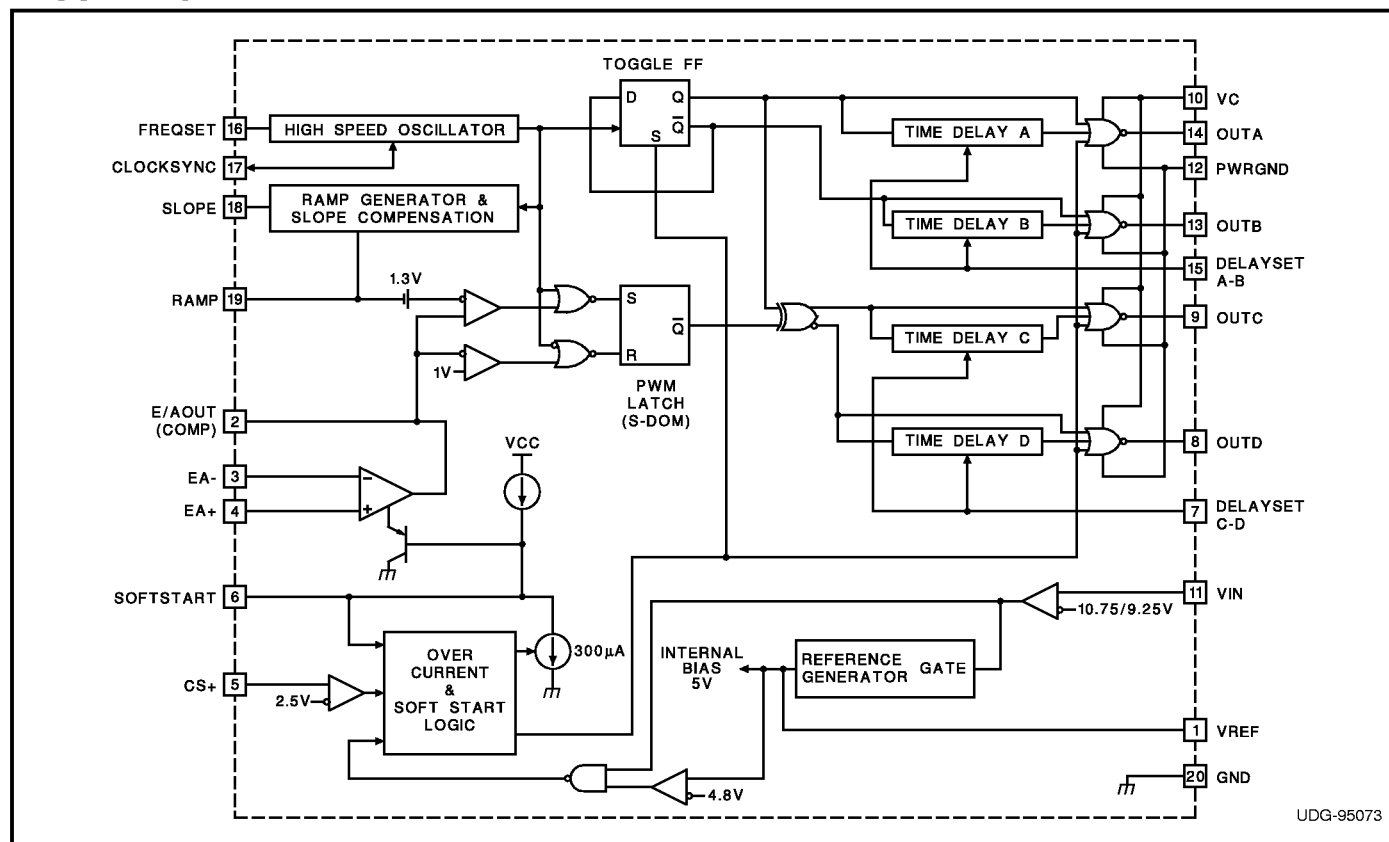 TOGGLE FF
D Q
Q
S
FREQSET 16
HIGH SPEED OSCILLATOR
CLOCKSYNC 17
SLOPE 18
RAMP GENERATOR &
SLOPE COMPENSATION
TIME DELAY A
10 VC
14 OUTA
12 PWRGND
TIME DELAY B
13 OUTB
15 DELAYSET
A-B
RAMP 19
1.3V
S
Q
R
1V
PWM
LATCH
(S-DOM)
TIME DELAY C
9 OUTC
E/AOUT
(COMP)
2
TIME DELAY D
8 OUTD
EA- 3
EA+ 4
−
+
VCC
7 DELAYSET
C-D
SOFTSTART 6
11 VIN
10.75/9.25V
OVER
CURRENT
&
SOFT START
LOGIC
300µA
INTERNAL
BIAS
5V
REFERENCE
GENERATOR
GATE
CS+ 5
2.5V
1 VREF
4.8V
20 GND
UDG-95073